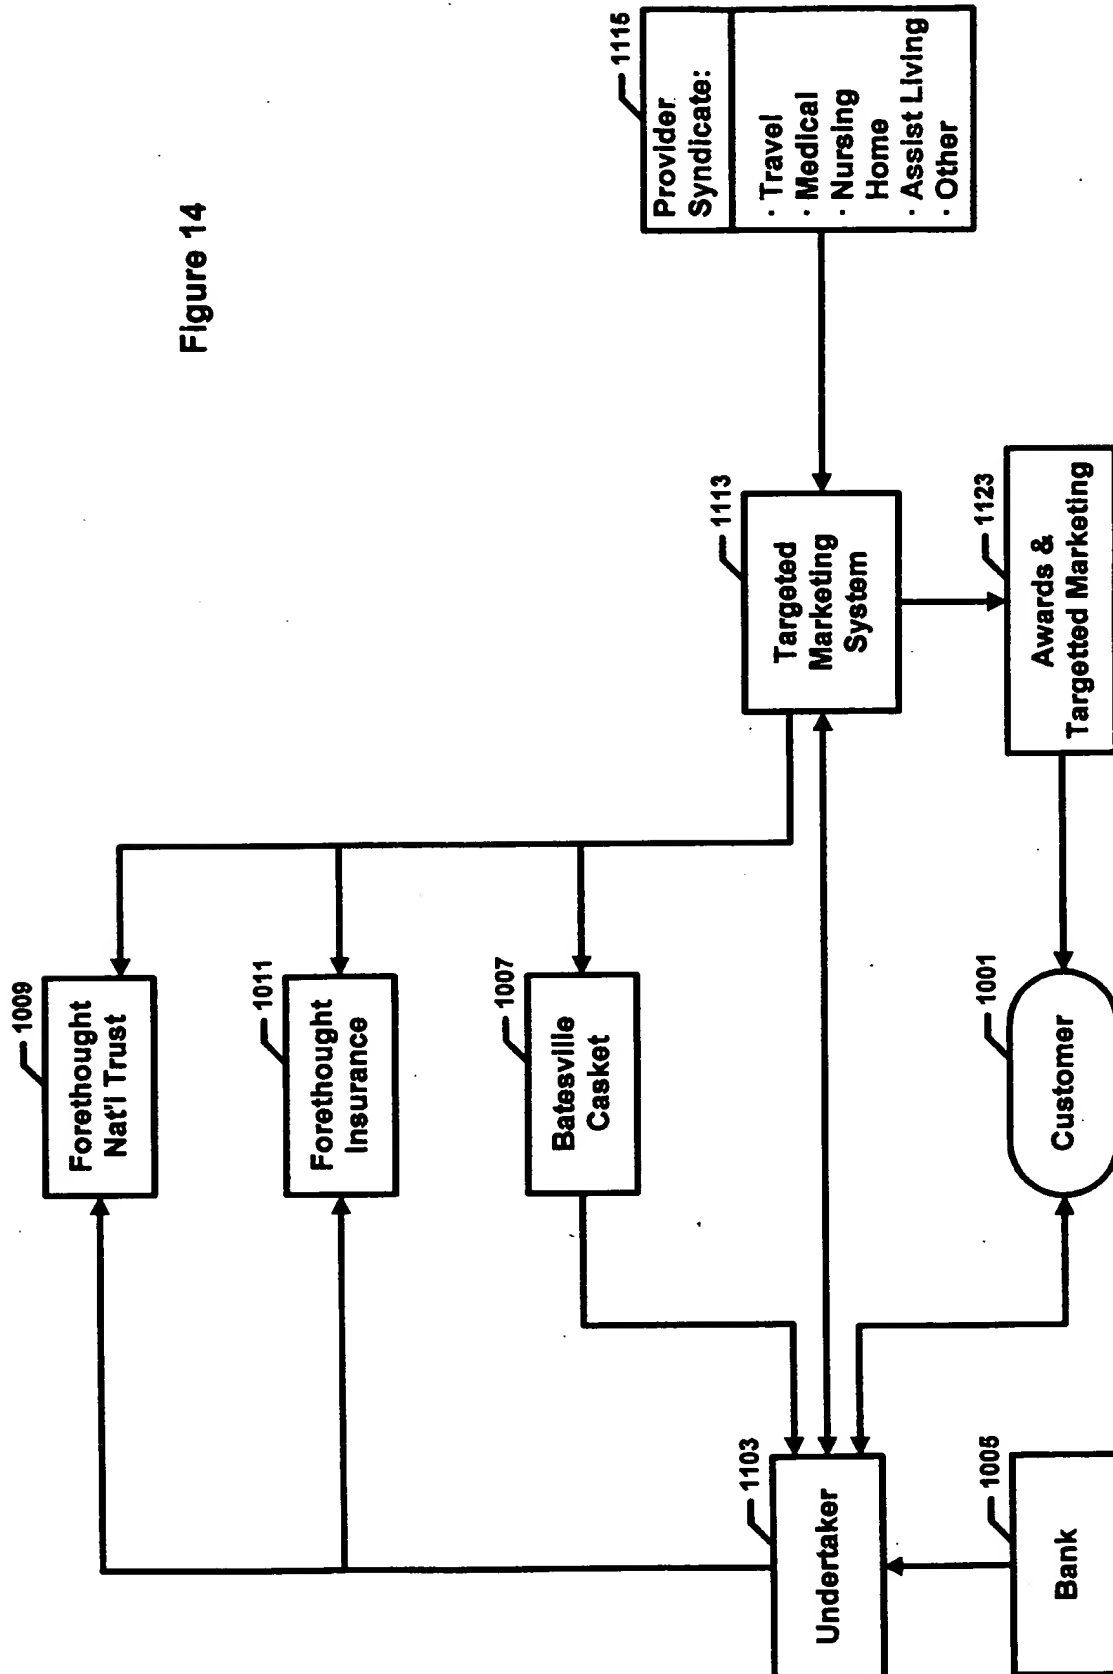 Figure 14
1009
Forethought
Nat'l Trust
1011
Forethought
Insurance
1007
Batesville
Casket
1103
Undertaker
1113
Targeted
Marketing
System
1115
Provider
Syndicate:
· Travel
· Medical
· Nursing
Home
· Assist Living
· Other
1005
Bank
1001
Customer
1123
Awards &
Targetted Marketing